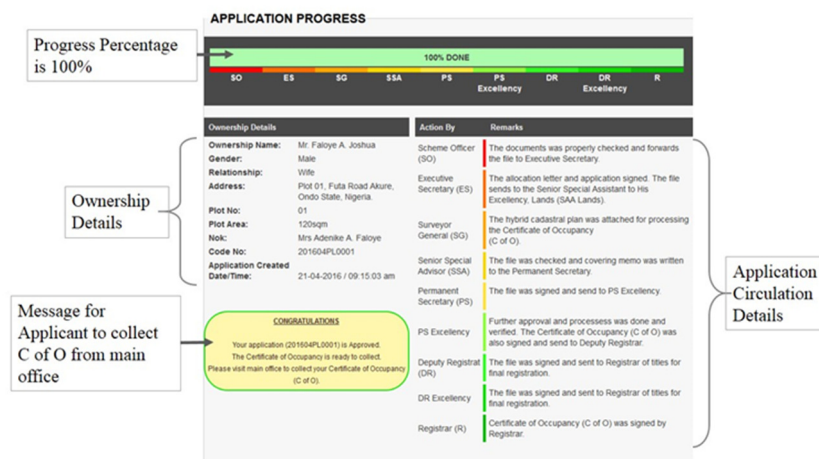 APPLICATION PROGRESS
Progress Percentage
is 100%
100% DONE
SO ES SG SSA PS PS DR DR R
Excellency Excellency
Ownership Details
Ownership Name: Mr. Faloye A. Joshua
Gender: Male
Relationship: Wife
Address: Plot 01, Futa Road Akure,
Ondo State, Nigeria.
Plot No: 01
Plot Area: 120sqm
Nok: Mrs Adenike A. Faloye
Code No: 201604PL0001
Application Created
Date/Time: 21-04-2016 / 09:15:03 am
Ownership
Details
Message for
Applicant to collect
C of O from main
office
CONGRATULATIONS
Your application (201604PL0001) is Approved.
The Certificate of Occupancy is ready to collect.
Please visit main office to collect your Certificate of Occupancy
(C of O).
Action By Remarks
Scheme Officer
(SO)
The documents was properly checked and forwards
the file to Executive Secretary.
Executive
Secretary (ES)
The allocation letter and application signed. The file
sends to the Senior Special Assistant to His
Excellency, Lands (SAA Lands).
Surveyor
General (SG)
The hybrid cadastral plan was attached for processing
the Certificate of Occupancy
(C of O).
Senior Special
Advisor (SSA)
The file was checked and covering memo was written
to the Permanent Secretary.
Permanent
Secretary (PS)
The file was signed and send to PS Excellency.
PS Excellency
Further approval and processess was done and
verified. The Certificate of Occupancy (C of O) was
also signed and send to Deputy Registrar.
Deputy Registrat
(DR)
The file was signed and sent to Registrar of titles for
final registration.
DR Excellency
The file was signed and sent to Registrar of titles for
final registration.
Registrar (R)
Certificate of Occupancy (C of O) was signed by
Registrar.
Application
Circulation
Details